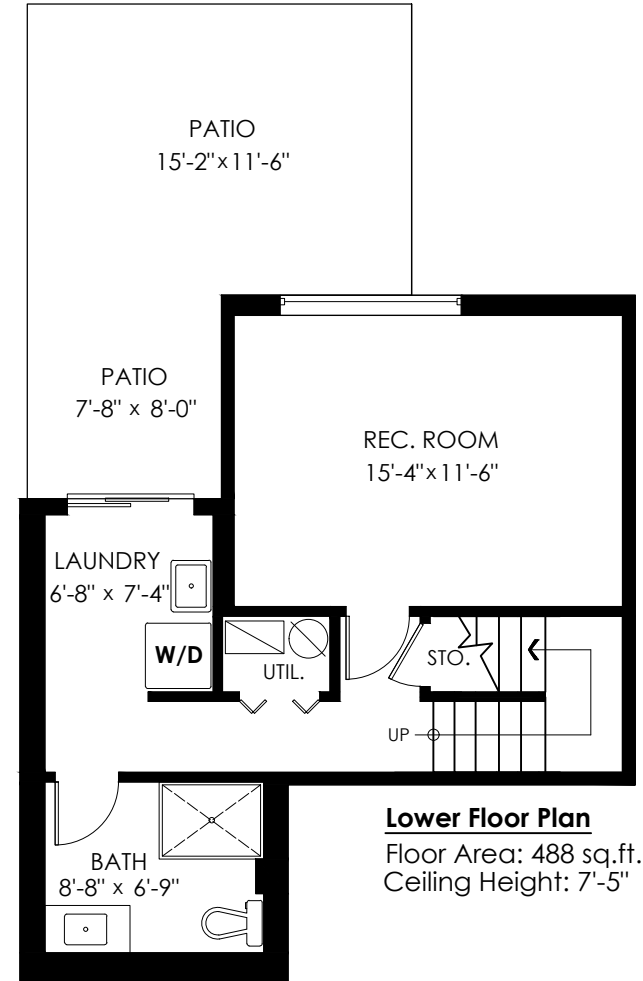 PATIO
15'-2" x 11'-6"
PATIO
7'-8" x 8'-0"
REC. ROOM
15'-4" x 11'-6"
LAUNDRY
6'-8" x 7'-4"
W/D
UTIL.
STO.
UP
BATH
8'-8" x 6'-9"
Lower Floor Plan
Floor Area: 488 sq.ft.
Ceiling Height: 7'-5"